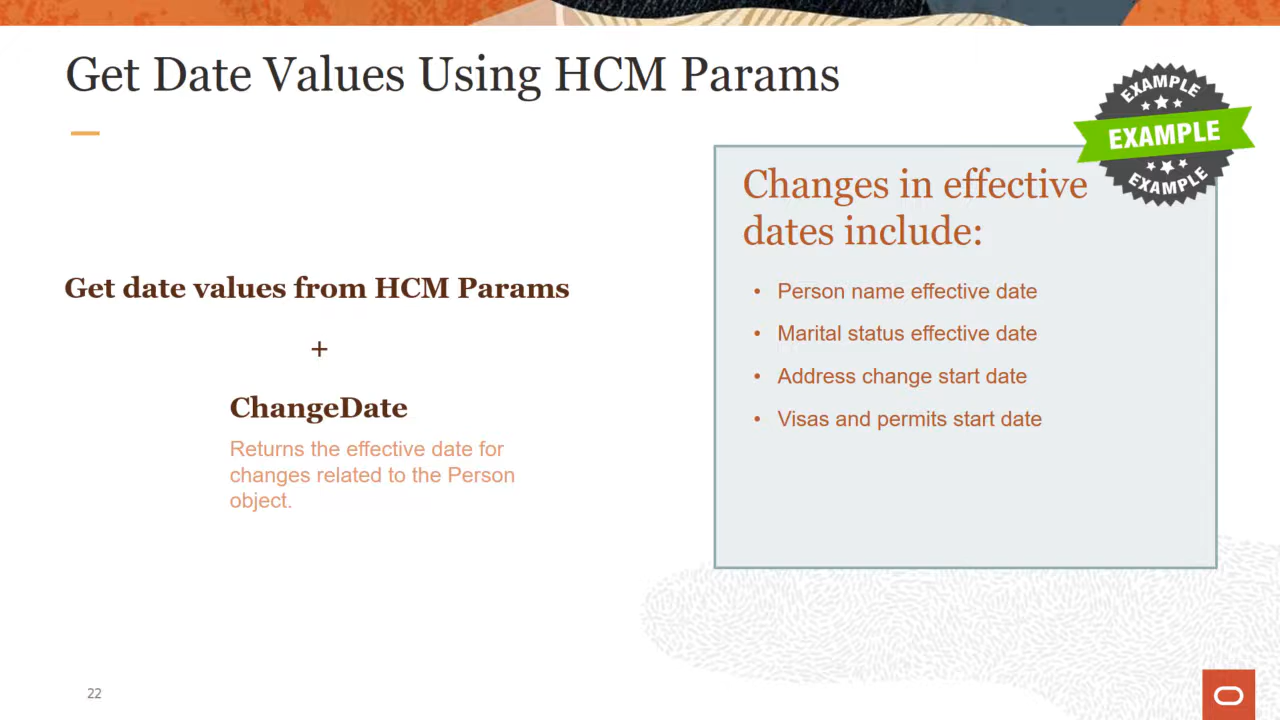 Get Date Values Using HCM Params
EXAMPLE
EXAMPLE
EXAMPLE
Changes in effective
dates include:
Get date values from HCM Params
+
ChangeDate
Returns the effective date for
changes related to the Person
object.
• Person name effective date
• Marital status effective date
• Address change start date
• Visas and permits start date
22